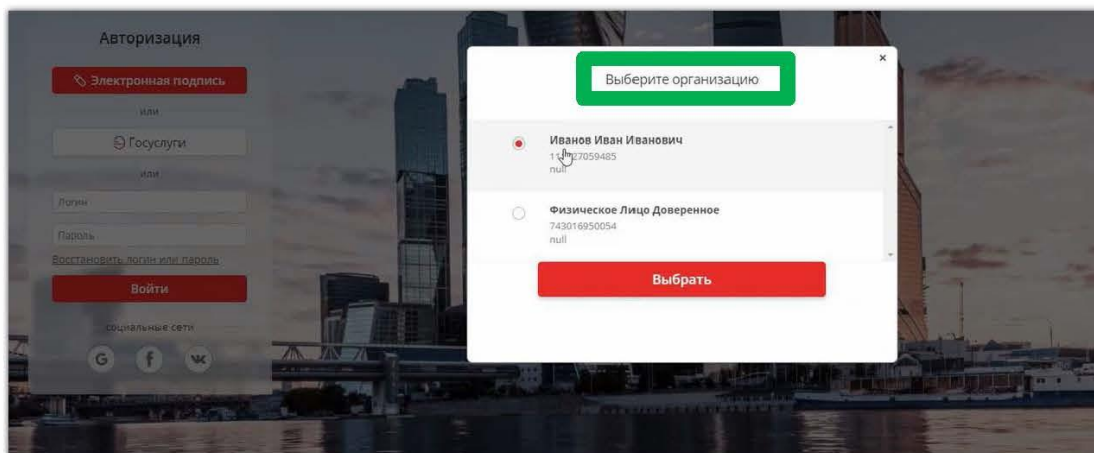 Авторизация
Электронная подпись
или
Госуслуги
или
Логин
Пароль
Восстановить логин или пароль
Войти
социальные сети
G f
×
Выберите организацию
Иванов Иван Иванович
null
Физическое Лицо Доверенное
743016950054
null
Выбрать